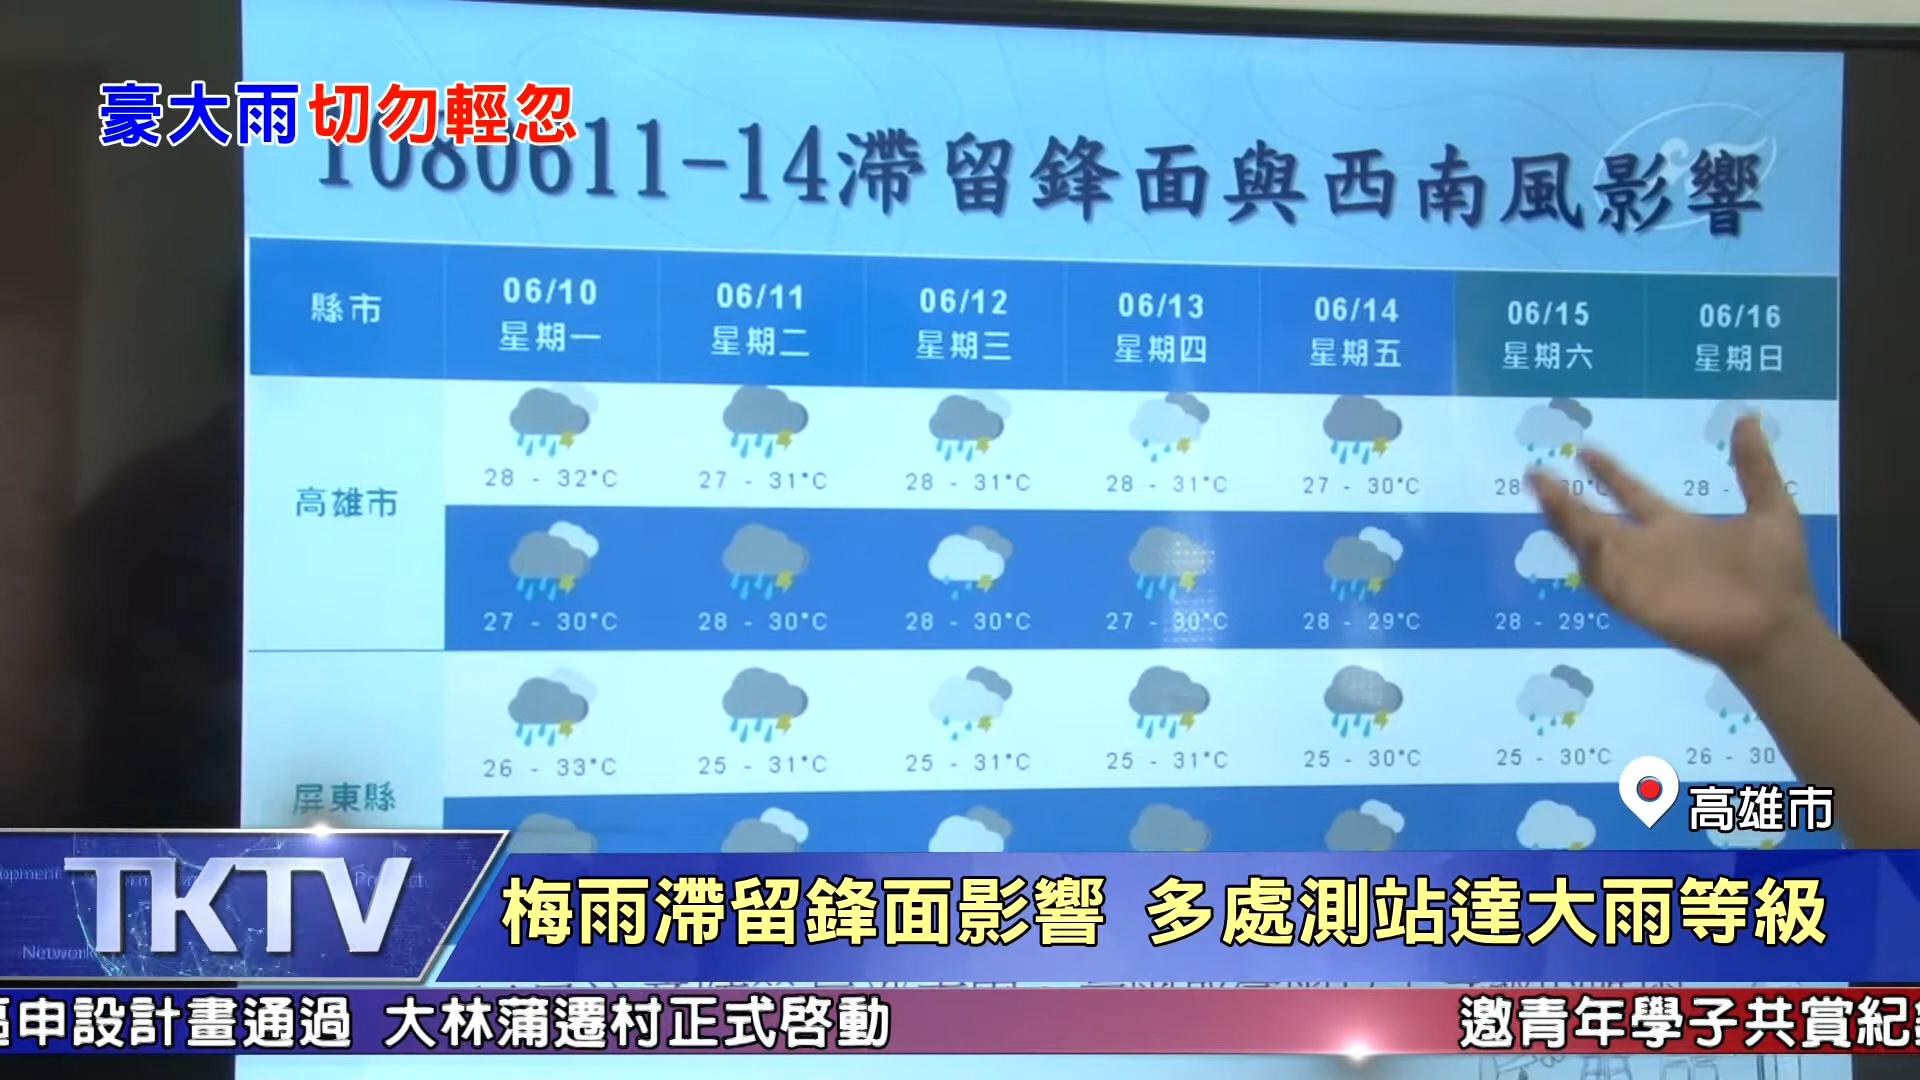 豪大雨切勿輕忽
1080611-14滯留鋒面與西南風影響
縣市 06/10 星期一 06/11 星期二 06/12 星期三 06/13 星期四 06/14 星期五 06/15 星期六 06/16 星期日
高雄市
28 - 32°C 27 - 31°C 28 - 31°C 28 - 31°C 27 - 30°C 28 30°C 28 - °C
27 - 30°C 28 - 30°C 28 - 30°C 27 - 30°C 28 - 29°C 28 - 29°C
屏東縣
26 - 33°C 25 - 31°C 25 - 31°C 25 - 31°C 25 - 30°C 25 - 30°C 26 - 30
高雄市
TKTV
Network
梅雨滯留鋒面影響 多處測站達大雨等級
區申設計畫通過 大林蒲遷村正式啓動
邀青年學子共賞紀